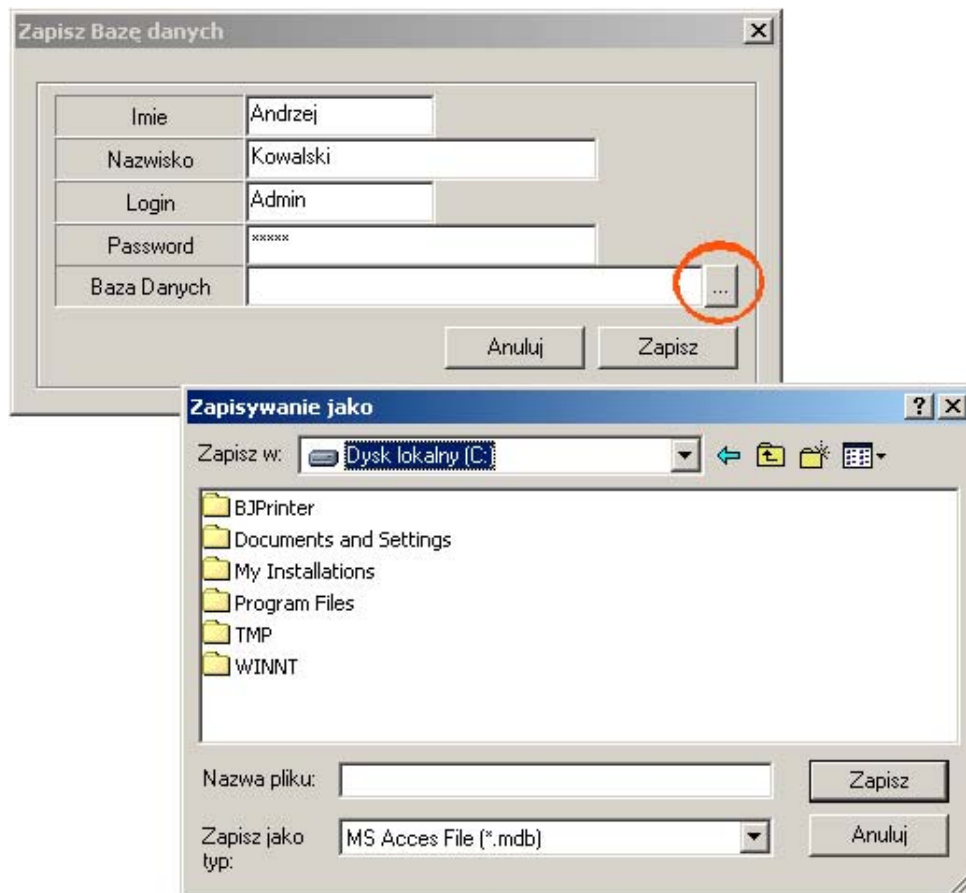 Zapisz Bazę danych
Imie Andrzej
Nazwisko Kowalski
Login Admin
Password *****
Baza Danych ...
Anuluj Zapisz
Zapisywanie jako
Zapisz w: Dysk lokalny (C:)
BJPrinter
Documents and Settings
My Installations
Program Files
TMP
WINNT
Nazwa pliku: Zapisz
Zapisz jako typ: MS Acces File (*.mdb) Anuluj